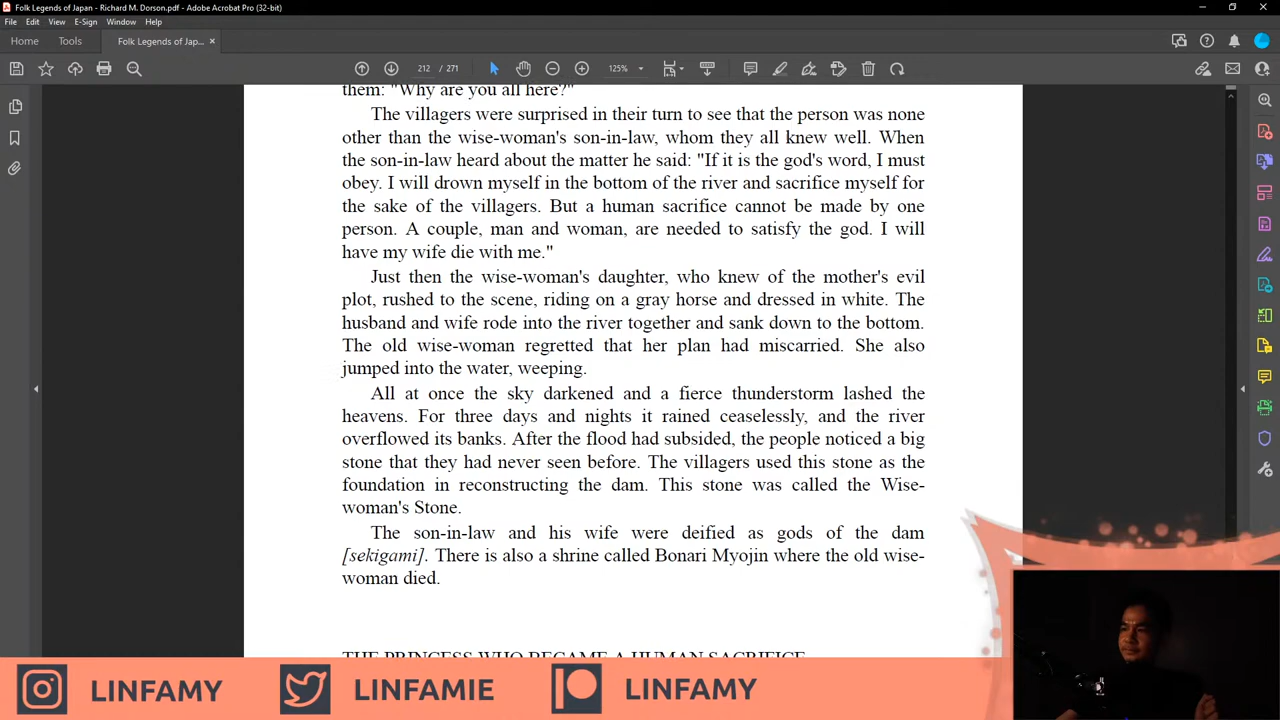 Folk Legends of Japan - Richard M. Dorson.pdf - Adobe Acrobat Pro (32-bit)
File Edit View E-Sign Window Help
Home Tools Folk Legends of Jap... ×
212 / 271 125%
them: "Why are you all here?"
The villagers were surprised in their turn to see that the person was none
other than the wise-woman's son-in-law, whom they all knew well. When
the son-in-law heard about the matter he said: "If it is the god's word, I must
obey. I will drown myself in the bottom of the river and sacrifice myself for
the sake of the villagers. But a human sacrifice cannot be made by one
person. A couple, man and woman, are needed to satisfy the god. I will
have my wife die with me."
Just then the wise-woman's daughter, who knew of the mother's evil
plot, rushed to the scene, riding on a gray horse and dressed in white. The
husband and wife rode into the river together and sank down to the bottom.
The old wise-woman regretted that her plan had miscarried. She also
jumped into the water, weeping.
All at once the sky darkened and a fierce thunderstorm lashed the
heavens. For three days and nights it rained ceaselessly, and the river
overflowed its banks. After the flood had subsided, the people noticed a big
stone that they had never seen before. The villagers used this stone as the
foundation in reconstructing the dam. This stone was called the Wise-
woman's Stone.
The son-in-law and his wife were deified as gods of the dam
[sekigami]. There is also a shrine called Bonari Myojin where the old wise-
woman died.
THE PRINCESS WHO BECAME A HUMAN SACRIFICE
LINFAMY LINFAMIE LINFAMY